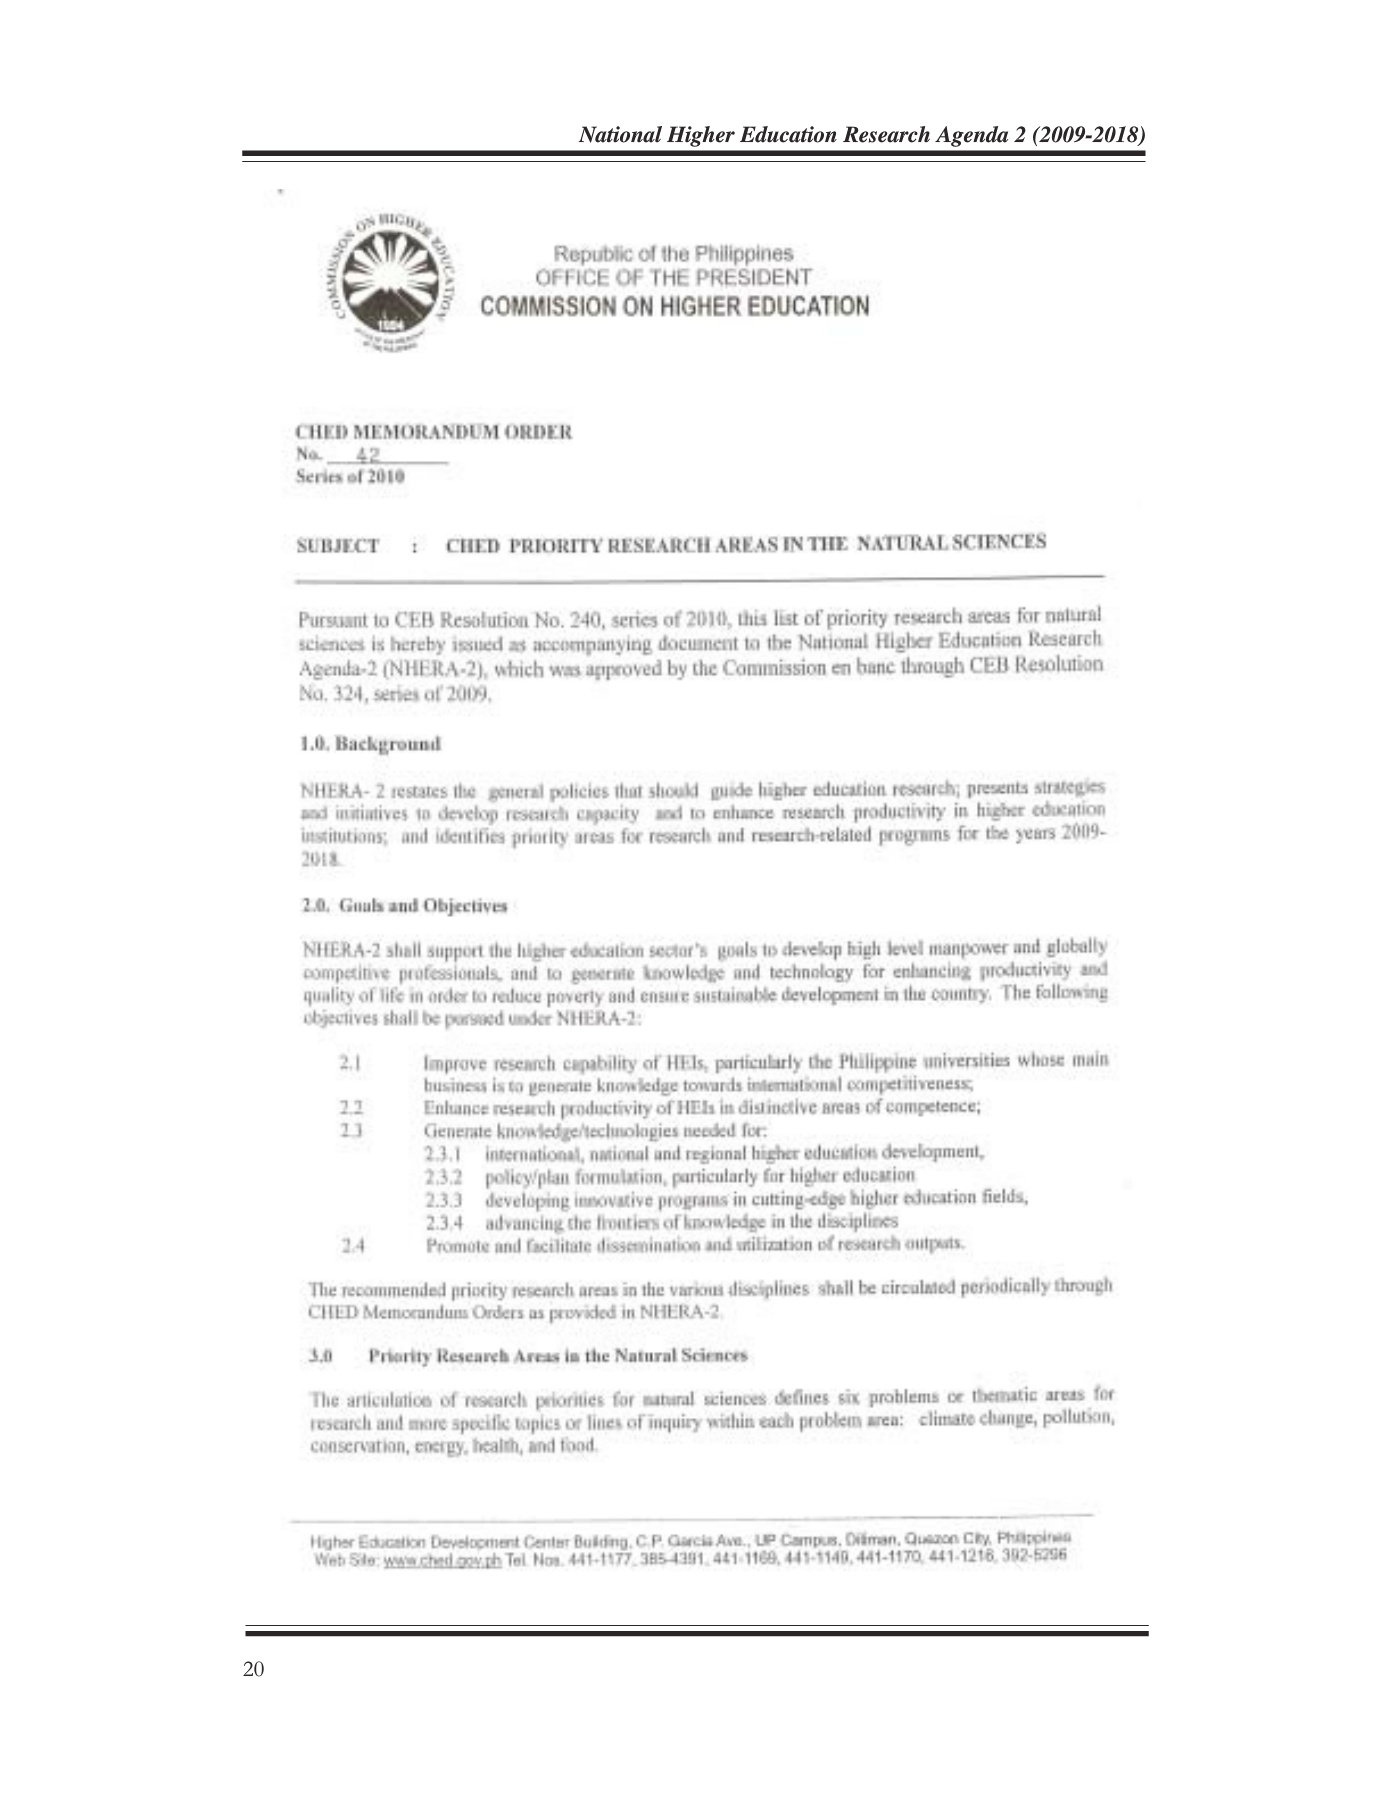 National Higher Education Research Agenda 2 (2009-2018)
COMMISSION ON HIGHER EDUCATION
1994
Republic of the Philippines
OFFICE OF THE PRESIDENT
COMMISSION ON HIGHER EDUCATION
CHED MEMORANDUM ORDER
No. 42
Series of 2010
SUBJECT : CHED PRIORITY RESEARCH AREAS IN THE NATURAL SCIENCES
Pursuant to CEB Resolution No. 240, series of 2010, this list of priority research areas for natural
sciences is hereby issued as accompanying document to the National Higher Education Research
Agenda-2 (NHERA-2), which was approved by the Commission en banc through CEB Resolution
No. 324, series of 2009.
1.0. Background
NHERA- 2 restates the general policies that should guide higher education research; presents strategies
and initiatives to develop research capacity and to enhance research productivity in higher education
institutions; and identifies priority areas for research and research-related programs for the years 2009-
2018.
2.0. Goals and Objectives
NHERA-2 shall support the higher education sector's goals to develop high level manpower and globally
competitive professionals, and to generate knowledge and technology for enhancing productivity and
quality of life in order to reduce poverty and ensure sustainable development in the country. The following
objectives shall be pursued under NHERA-2:
2.1 Improve research capability of HEIs, particularly the Philippine universities whose main
business is to generate knowledge towards international competitiveness;
2.2 Enhance research productivity of HEIs in distinctive areas of competence;
2.3 Generate knowledge/technologies needed for:
2.3.1 international, national and regional higher education development,
2.3.2 policy/plan formulation, particularly for higher education
2.3.3 developing innovative programs in cutting-edge higher education fields,
2.3.4 advancing the frontiers of knowledge in the disciplines
2.4 Promote and facilitate dissemination and utilization of research outputs.
The recommended priority research areas in the various disciplines shall be circulated periodically through
CHED Memorandum Orders as provided in NHERA-2.
3.0 Priority Research Areas in the Natural Sciences
The articulation of research priorities for natural sciences defines six problems or thematic areas for
research and more specific topics or lines of inquiry within each problem area: climate change, pollution,
conservation, energy, health, and food.
Higher Education Development Center Building, C.P. Garcia Ave., UP Campus, Diliman, Quezon City, Philippines
Web Site: www.ched.gov.ph Tel. Nos. 441-1177, 385-4391, 441-1169, 441-1149, 441-1170, 441-1216, 392-5296
20